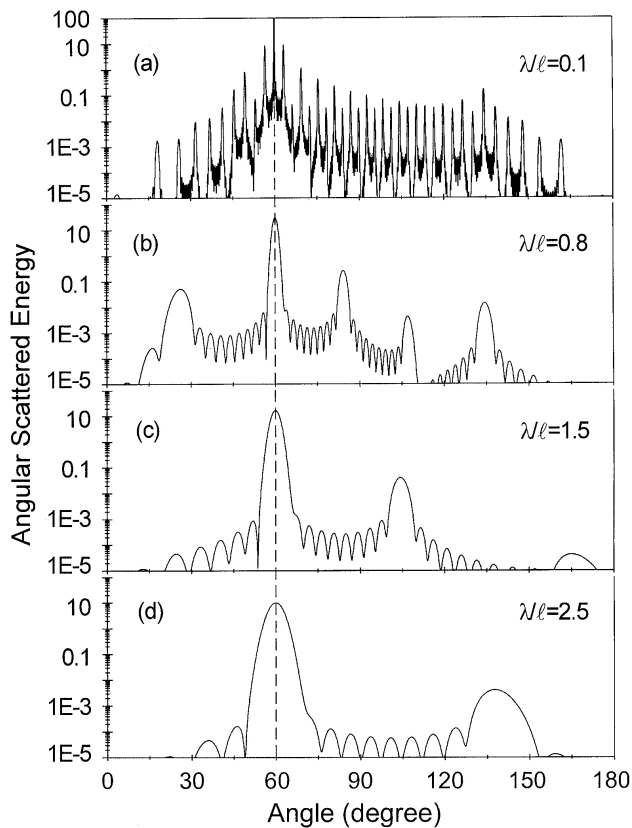 100
0.1
1E-3
1E-5
(a)
λ/ℓ=0.1
10
0.1
1E-3
1E-5
(b)
λ/ℓ=0.8
10
0.1
1E-3
1E-5
(c)
λ/ℓ=1.5
10
0.1
1E-3
1E-5
(d)
λ/ℓ=2.5
Angular Scattered Energy
0 30 60 90 120 150 180
Angle (degree)